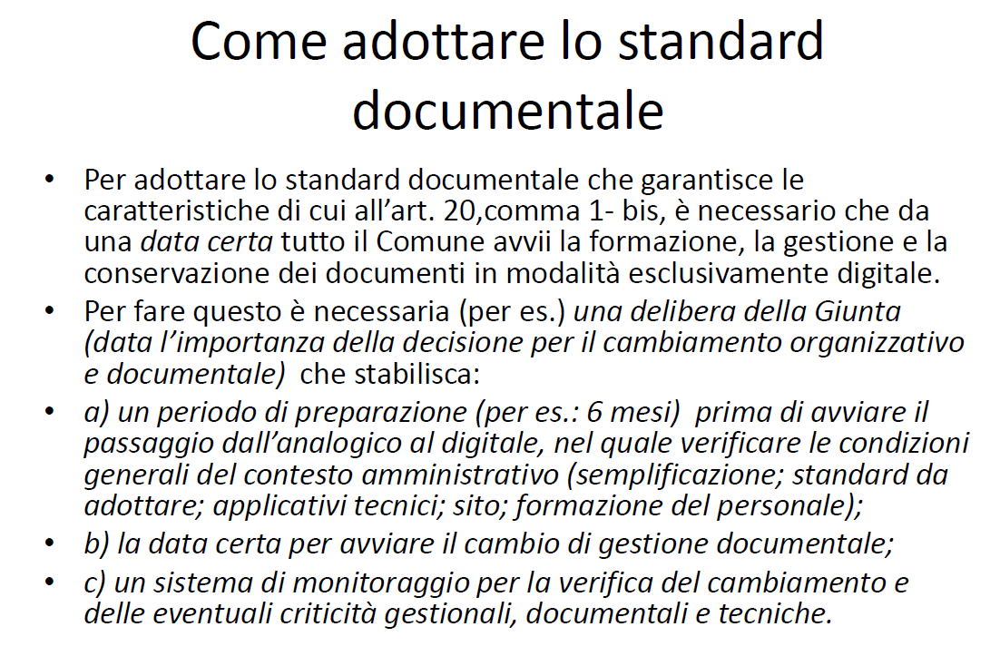 Come adottare lo standard
documentale
• Per adottare lo standard documentale che garantisce le
caratteristiche di cui all’art. 20,comma 1- bis, è necessario che da
una data certa tutto il Comune avvii la formazione, la gestione e la
conservazione dei documenti in modalità esclusivamente digitale.
• Per fare questo è necessaria (per es.) una delibera della Giunta
(data l’importanza della decisione per il cambiamento organizzativo
e documentale)  che stabilisca:
• a) un periodo di preparazione (per es.: 6 mesi)  prima di avviare il
passaggio dall’analogico al digitale, nel quale verificare le condizioni
generali del contesto amministrativo (semplificazione; standard da
adottare; applicativi tecnici; sito; formazione del personale);
• b) la data certa per avviare il cambio di gestione documentale;
• c) un sistema di monitoraggio per la verifica del cambiamento e
delle eventuali criticità gestionali, documentali e tecniche.